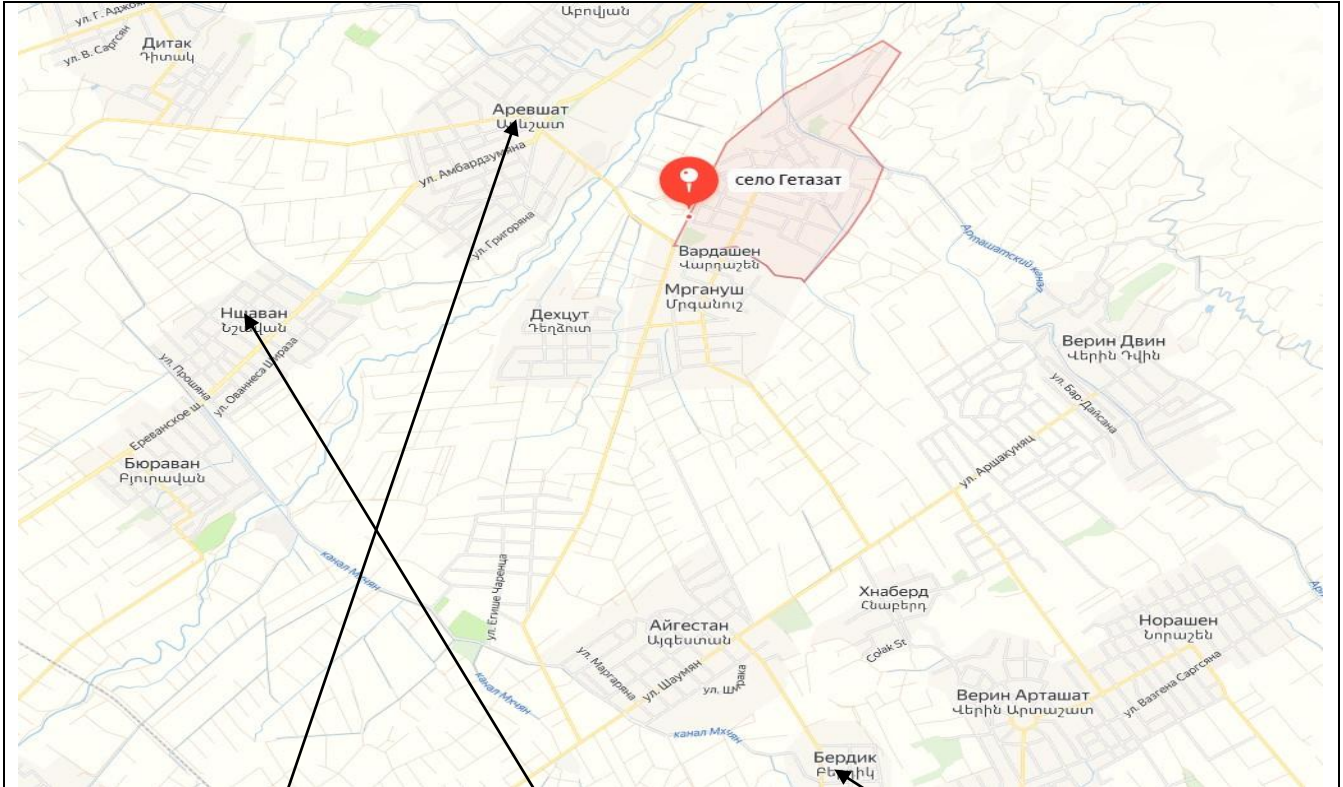 ул. Г. Аджоян
Աբովյան
ул. В. Саргсян
Дитак
Դիտակ
Аревшат
ул. Амбардзумяна
село Гетазат
ул. Григоряна
Вардашен
Վարդաշեն
Арташатский канал
Мргануш
Մրգանուշ
Ншаван
Նշավան
Дехцут
Դեղձուտ
Верин Двин
Վերին Դվին
ул. Прошяна
ул. Ованнеса Шираза
ул. Бар-Дайсана
Ереванское ш.
ул. Аршакуняц
Бюраван
Բյուրավան
канал Мхчян
ул. Егише Чаренца
Хнаберд
Հնաբերդ
Айгестан
Այգեստան
Норашен
Նորաշեն
Colak St
ул. Маргаряна
ул. Шаумян
ул. Ширака
ул. Вазгена Саргсяна
канал Мхчян
Верин Арташат
Վերին Արտաշատ
канал Мхчян
Бердик